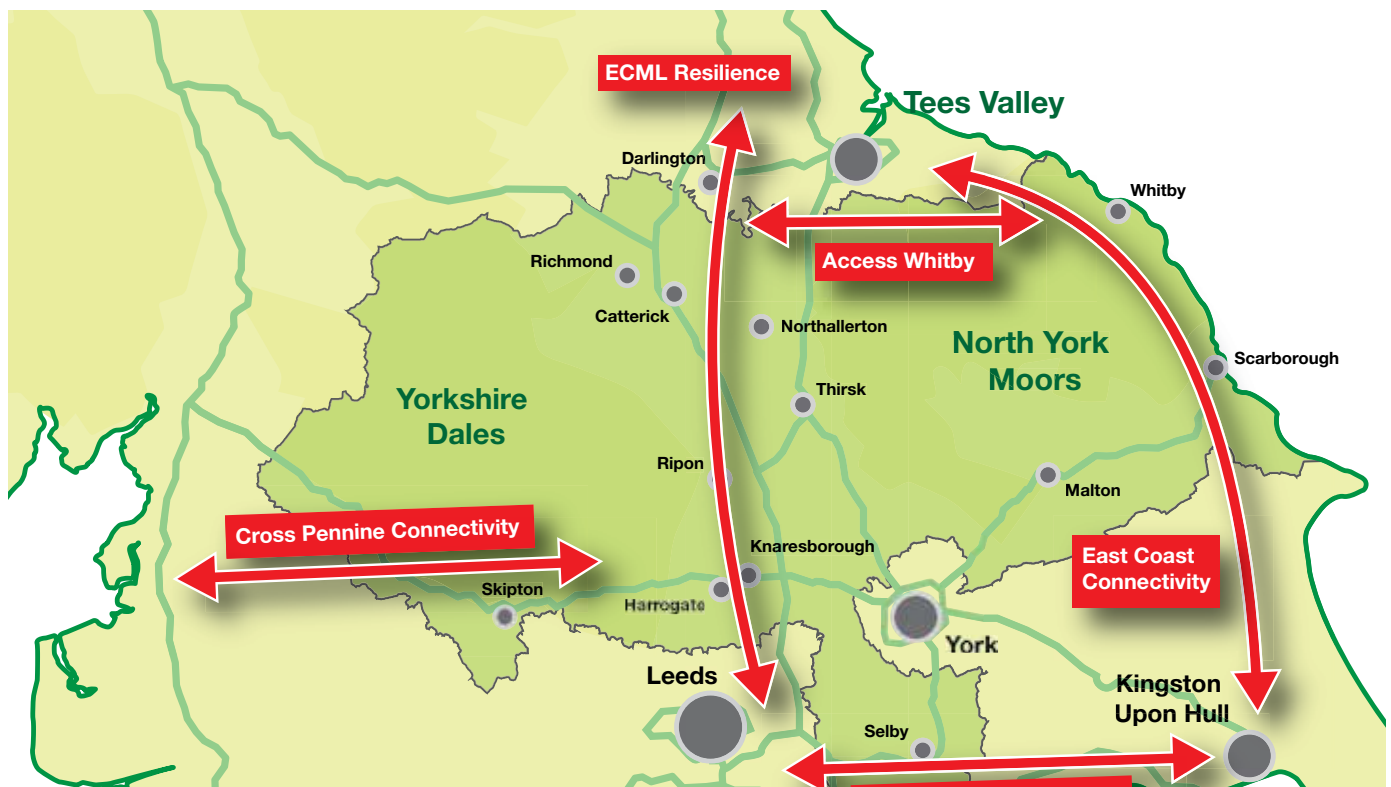 ECML Resilience
Tees Valley
Darlington
Whitby
Access Whitby
Richmond
Catterick
Northallerton
North York
Moors
Scarborough
Thirsk
Yorkshire
Dales
Ripon
Malton
Cross Pennine Connectivity
Knaresborough
East Coast
Connectivity
Skipton
Harrogate
York
Leeds
Kingston
Upon Hull
Selby